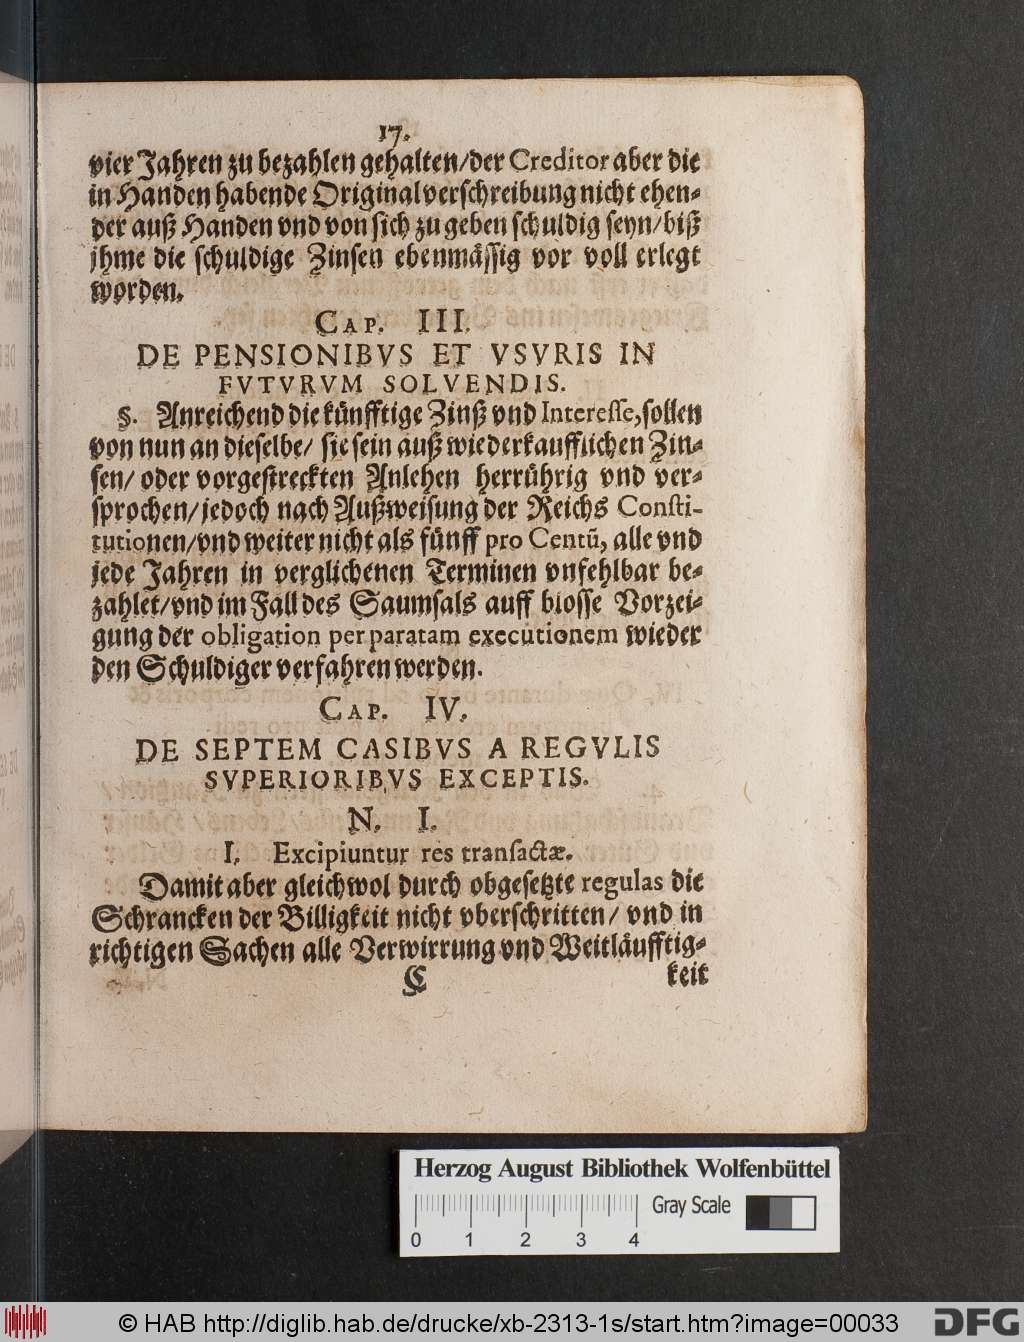 17.
vier Jahren zu bezahlen gehalten/der Creditor aber die
in Handen habende Originalverschreibung nicht ehen-
der auß Handen vnd von sich zu geben schuldig seyn/biß
jhme die schuldige Zinsen ebenmässig vor voll erlegt
worden.
CAP. III.
DE PENSIONIBVS ET VSVRIS IN
FVTVRVM SOLVENDIS.
§. Anreichend die künfftige Zinß vnd Interesse, sollen
von nun an dieselbe/ sie sein auß wiederkaufflichen Zin-
sen/ oder vorgestreckten Anlehen herrührig vnd ver-
sprochen/jedoch nach Außweisung der Reichs Consti-
tutionen/vnd weiter nicht als fünff pro Centū, alle vnd
jede Jahren in verglichenen Terminen vnfehlbar be-
zahlet/vnd im Fall des Saumsals auff blosse Vorzei-
gung der obligation per paratam executionem wieder
den Schuldiger verfahren werden.
CAP. IV.
DE SEPTEM CASIBVS A REGVLIS
SVPERIORIBVS EXCEPTIS.
N. I.
I. Excipiuntur res transactæ.
Damit aber gleichwol durch obgesetzte regulas die
Schrancken der Billigkeit nicht vberschritten/ vnd in
richtigen Sachen alle Verwirrung vnd Weitläufftig-
C keit
Herzog August Bibliothek Wolfenbüttel
Gray Scale
0 1 2 3 4
© HAB http://diglib.hab.de/drucke/xb-2313-1s/start.htm?image=00033
DFG